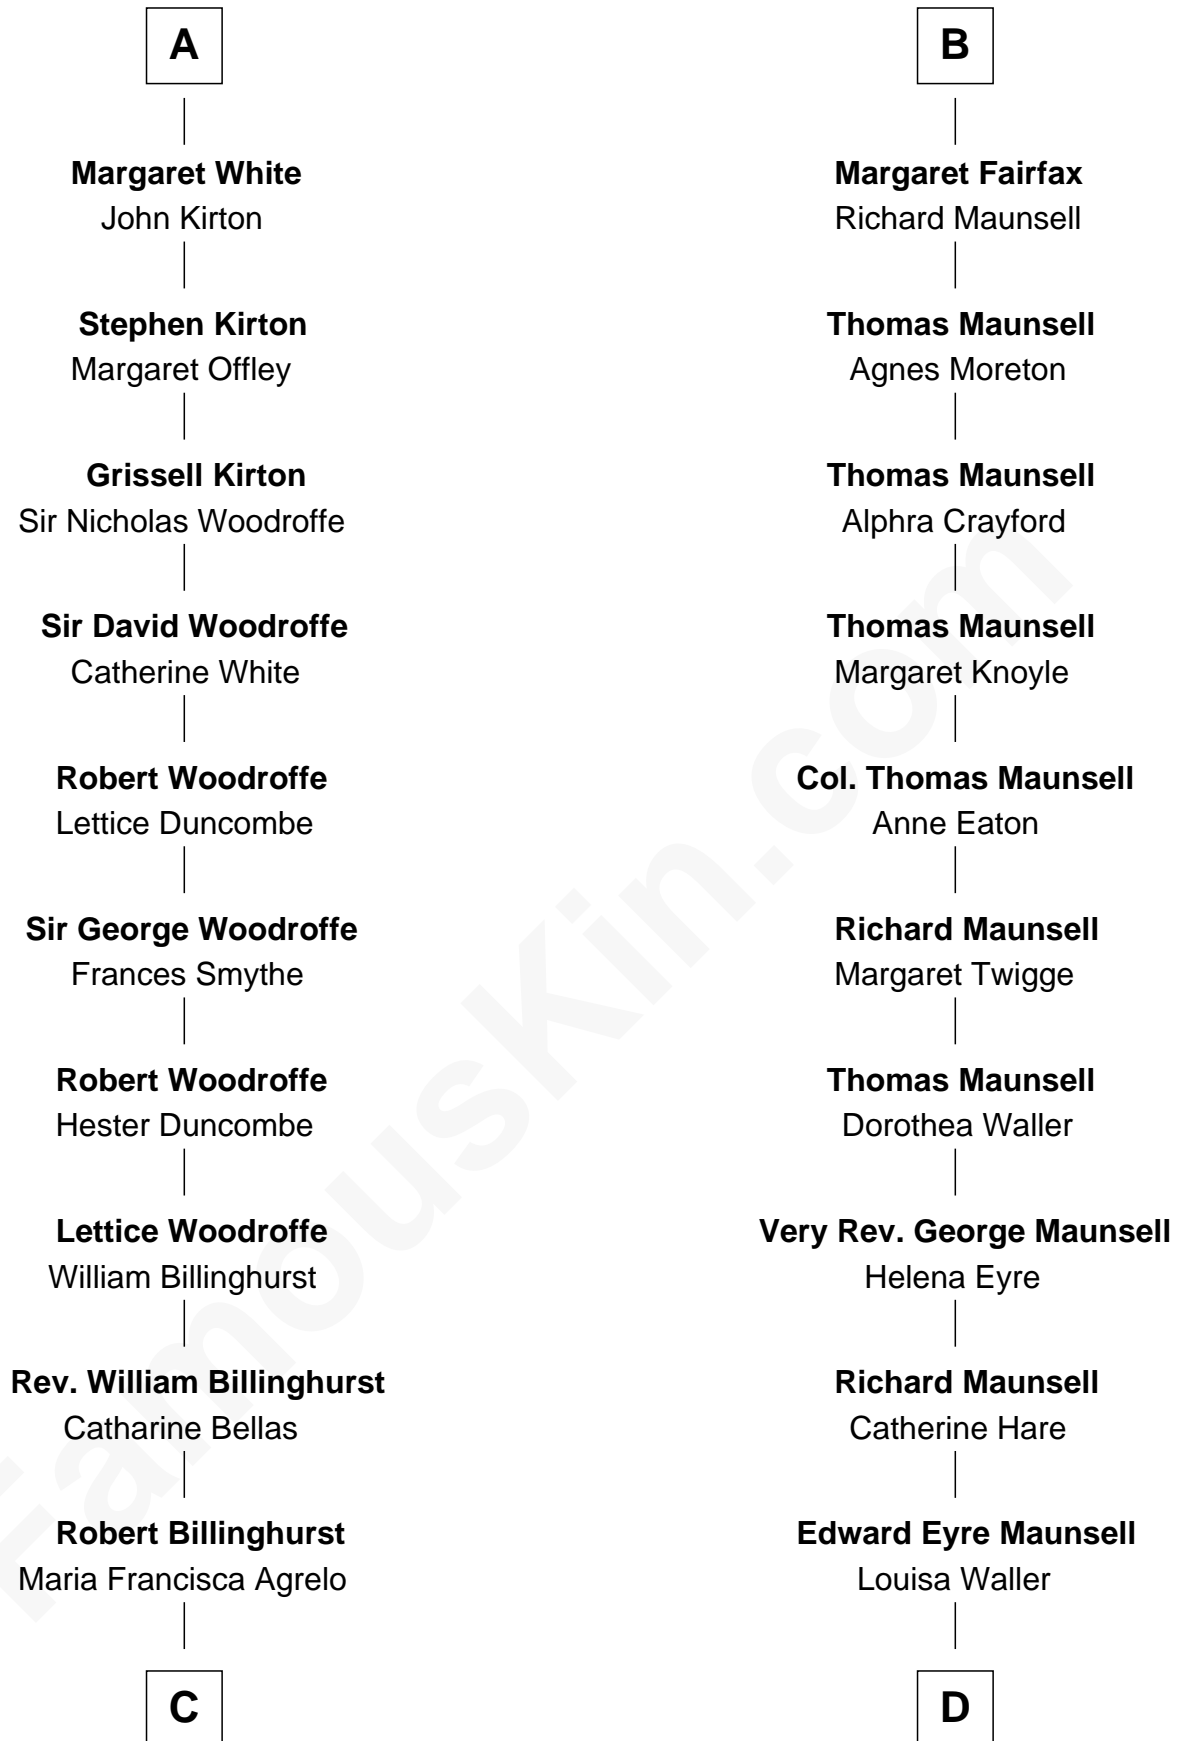 A
Margaret White
John Kirton
Stephen Kirton
Margaret Offley
Grissell Kirton
Sir Nicholas Woodroffe
Sir David Woodroffe
Catherine White
Robert Woodroffe
Lettice Duncombe
Sir George Woodroffe
Frances Smythe
Robert Woodroffe
Hester Duncombe
Lettice Woodroffe
William Billinghurst
Rev. William Billinghurst
Catharine Bellas
Robert Billinghurst
Maria Francisca Agrelo
C
B
Margaret Fairfax
Richard Maunsell
Thomas Maunsell
Agnes Moreton
Thomas Maunsell
Alphra Crayford
Thomas Maunsell
Margaret Knoyle
Col. Thomas Maunsell
Anne Eaton
Richard Maunsell
Margaret Twigge
Thomas Maunsell
Dorothea Waller
Very Rev. George Maunsell
Helena Eyre
Richard Maunsell
Catherine Hare
Edward Eyre Maunsell
Louisa Waller
D
FamousKin.com